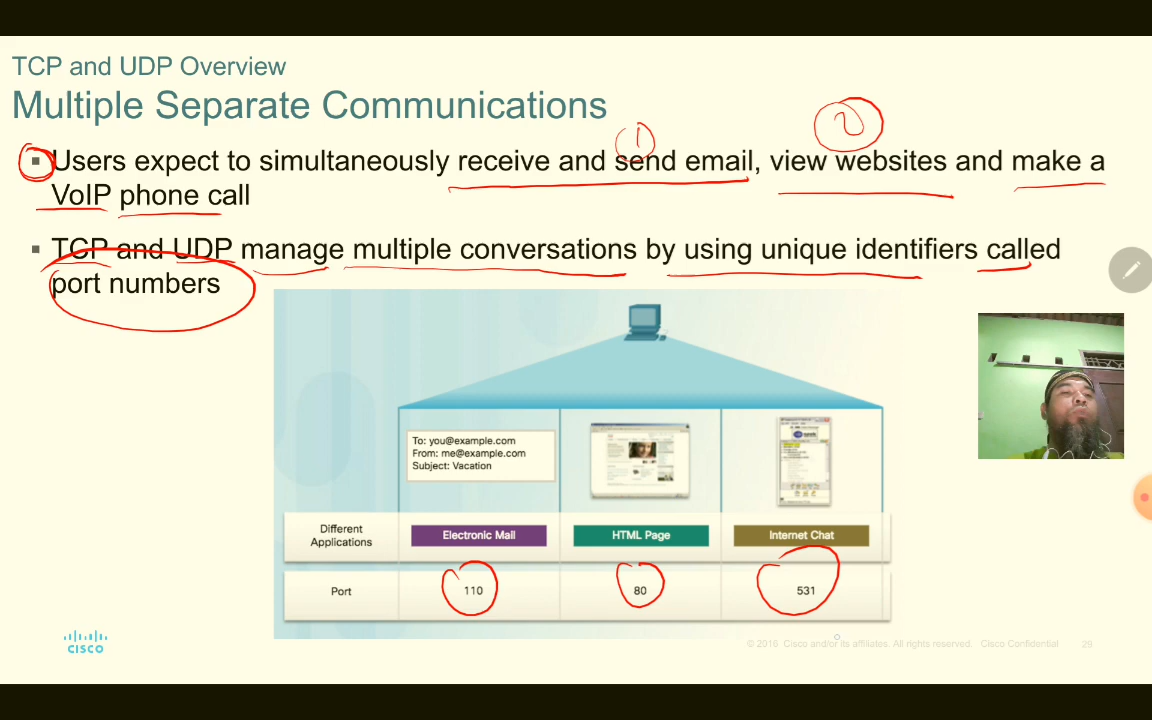 TCP and UDP Overview
Multiple Separate Communications
1
2
▪ Users expect to simultaneously receive and send email, view websites and make a
VoIP phone call
▪ TCP and UDP manage multiple conversations by using unique identifiers called
port numbers
To: you@example.com
From: me@example.com
Subject: Vacation
Different
Applications
Electronic Mail
HTML Page
Internet Chat
Port
110
80
531
CISCO
© 2016 Cisco and/or its affiliates. All rights reserved. Cisco Confidential
29